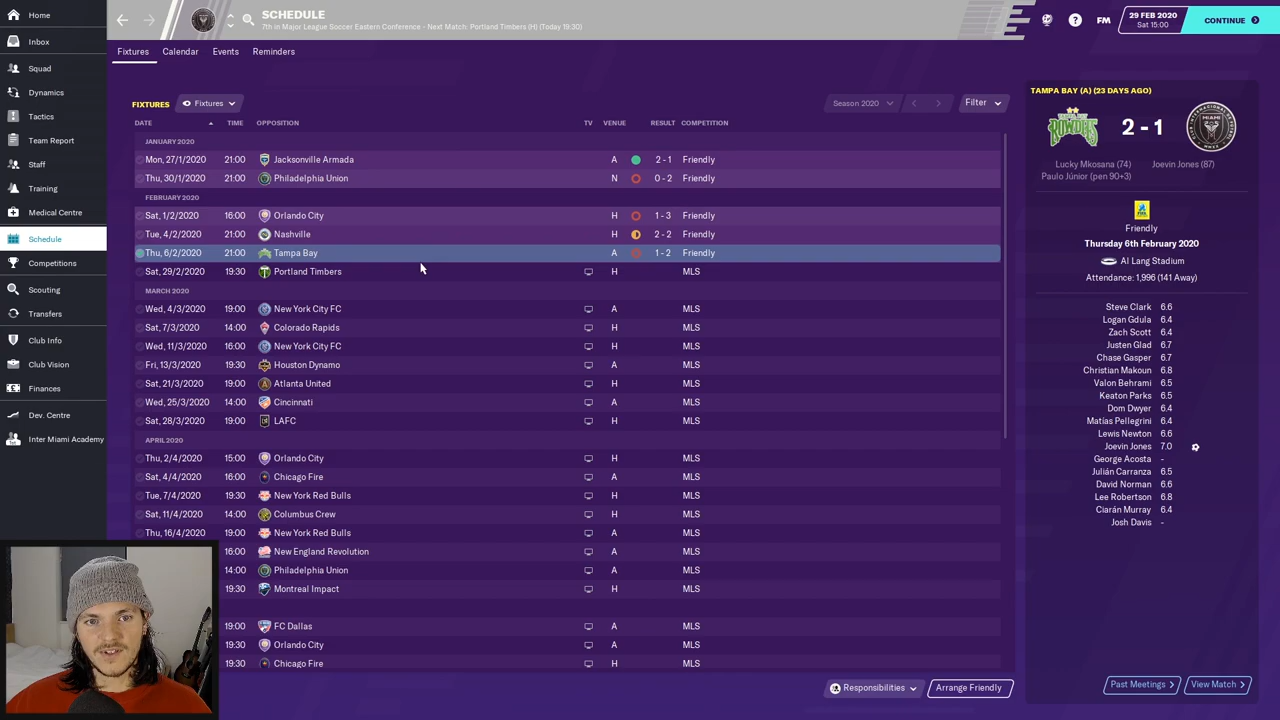 Home
Inbox
Squad
Dynamics
Tactics
Team Report
Staff
Training
Medical Centre
Schedule
Competitions
Scouting
Transfers
Club Info
Club Vision
Finances
Dev. Centre
Inter Miami Academy
SCHEDULE
7th in Major League Soccer Eastern Conference - Next Match: Portland Timbers (H) (Today 19:30)
? FM
29 FEB 2020
Sat 15:00
CONTINUE
Fixtures Calendar Events Reminders
FIXTURES Fixtures Season 2020 Filter
DATE TIME OPPOSITION TV VENUE RESULT COMPETITION
JANUARY 2020
Mon, 27/1/2020 21:00 Jacksonville Armada A 2 - 1 Friendly
Thu, 30/1/2020 21:00 Philadelphia Union N 0 - 2 Friendly
FEBRUARY 2020
Sat, 1/2/2020 16:00 Orlando City H 1 - 3 Friendly
Tue, 4/2/2020 21:00 Nashville H 2 - 2 Friendly
Thu, 6/2/2020 21:00 Tampa Bay A 1 - 2 Friendly
Sat, 29/2/2020 19:30 Portland Timbers H MLS
MARCH 2020
Wed, 4/3/2020 19:00 New York City FC A MLS
Sat, 7/3/2020 14:00 Colorado Rapids H MLS
Wed, 11/3/2020 16:00 New York City FC H MLS
Fri, 13/3/2020 19:30 Houston Dynamo A MLS
Sat, 21/3/2020 19:00 Atlanta United H MLS
Wed, 25/3/2020 14:00 Cincinnati A MLS
Sat, 28/3/2020 19:00 LAFC H MLS
APRIL 2020
Thu, 2/4/2020 15:00 Orlando City H MLS
Sat, 4/4/2020 16:00 Chicago Fire A MLS
Tue, 7/4/2020 19:30 New York Red Bulls H MLS
Sat, 11/4/2020 14:00 Columbus Crew H MLS
Thu, 16/4/2020 19:00 New York Red Bulls A MLS
16:00 New England Revolution A MLS
14:00 Philadelphia Union A MLS
19:30 Montreal Impact H MLS
19:00 FC Dallas A MLS
19:30 Orlando City A MLS
19:30 Chicago Fire H MLS
Responsibilities Arrange Friendly
TAMPA BAY (A) (23 DAYS AGO)
2 - 1
Lucky Mkosana (74) Joevin Jones (87)
Paulo Júnior (pen 90+3)
Friendly
Thursday 6th February 2020
Al Lang Stadium
Attendance: 1,996 (141 Away)
Steve Clark 6.6
Logan Gdula 6.4
Zach Scott 6.4
Justen Glad 6.7
Chase Gasper 6.7
Christian Makoun 6.8
Valon Behrami 6.5
Keaton Parks 6.5
Dom Dwyer 6.4
Matías Pellegrini 6.4
Lewis Newton 6.6
Joevin Jones 7.0
George Acosta -
Julián Carranza 6.5
David Norman 6.6
Lee Robertson 6.8
Ciarán Murray 6.4
Josh Davis -
Past Meetings View Match